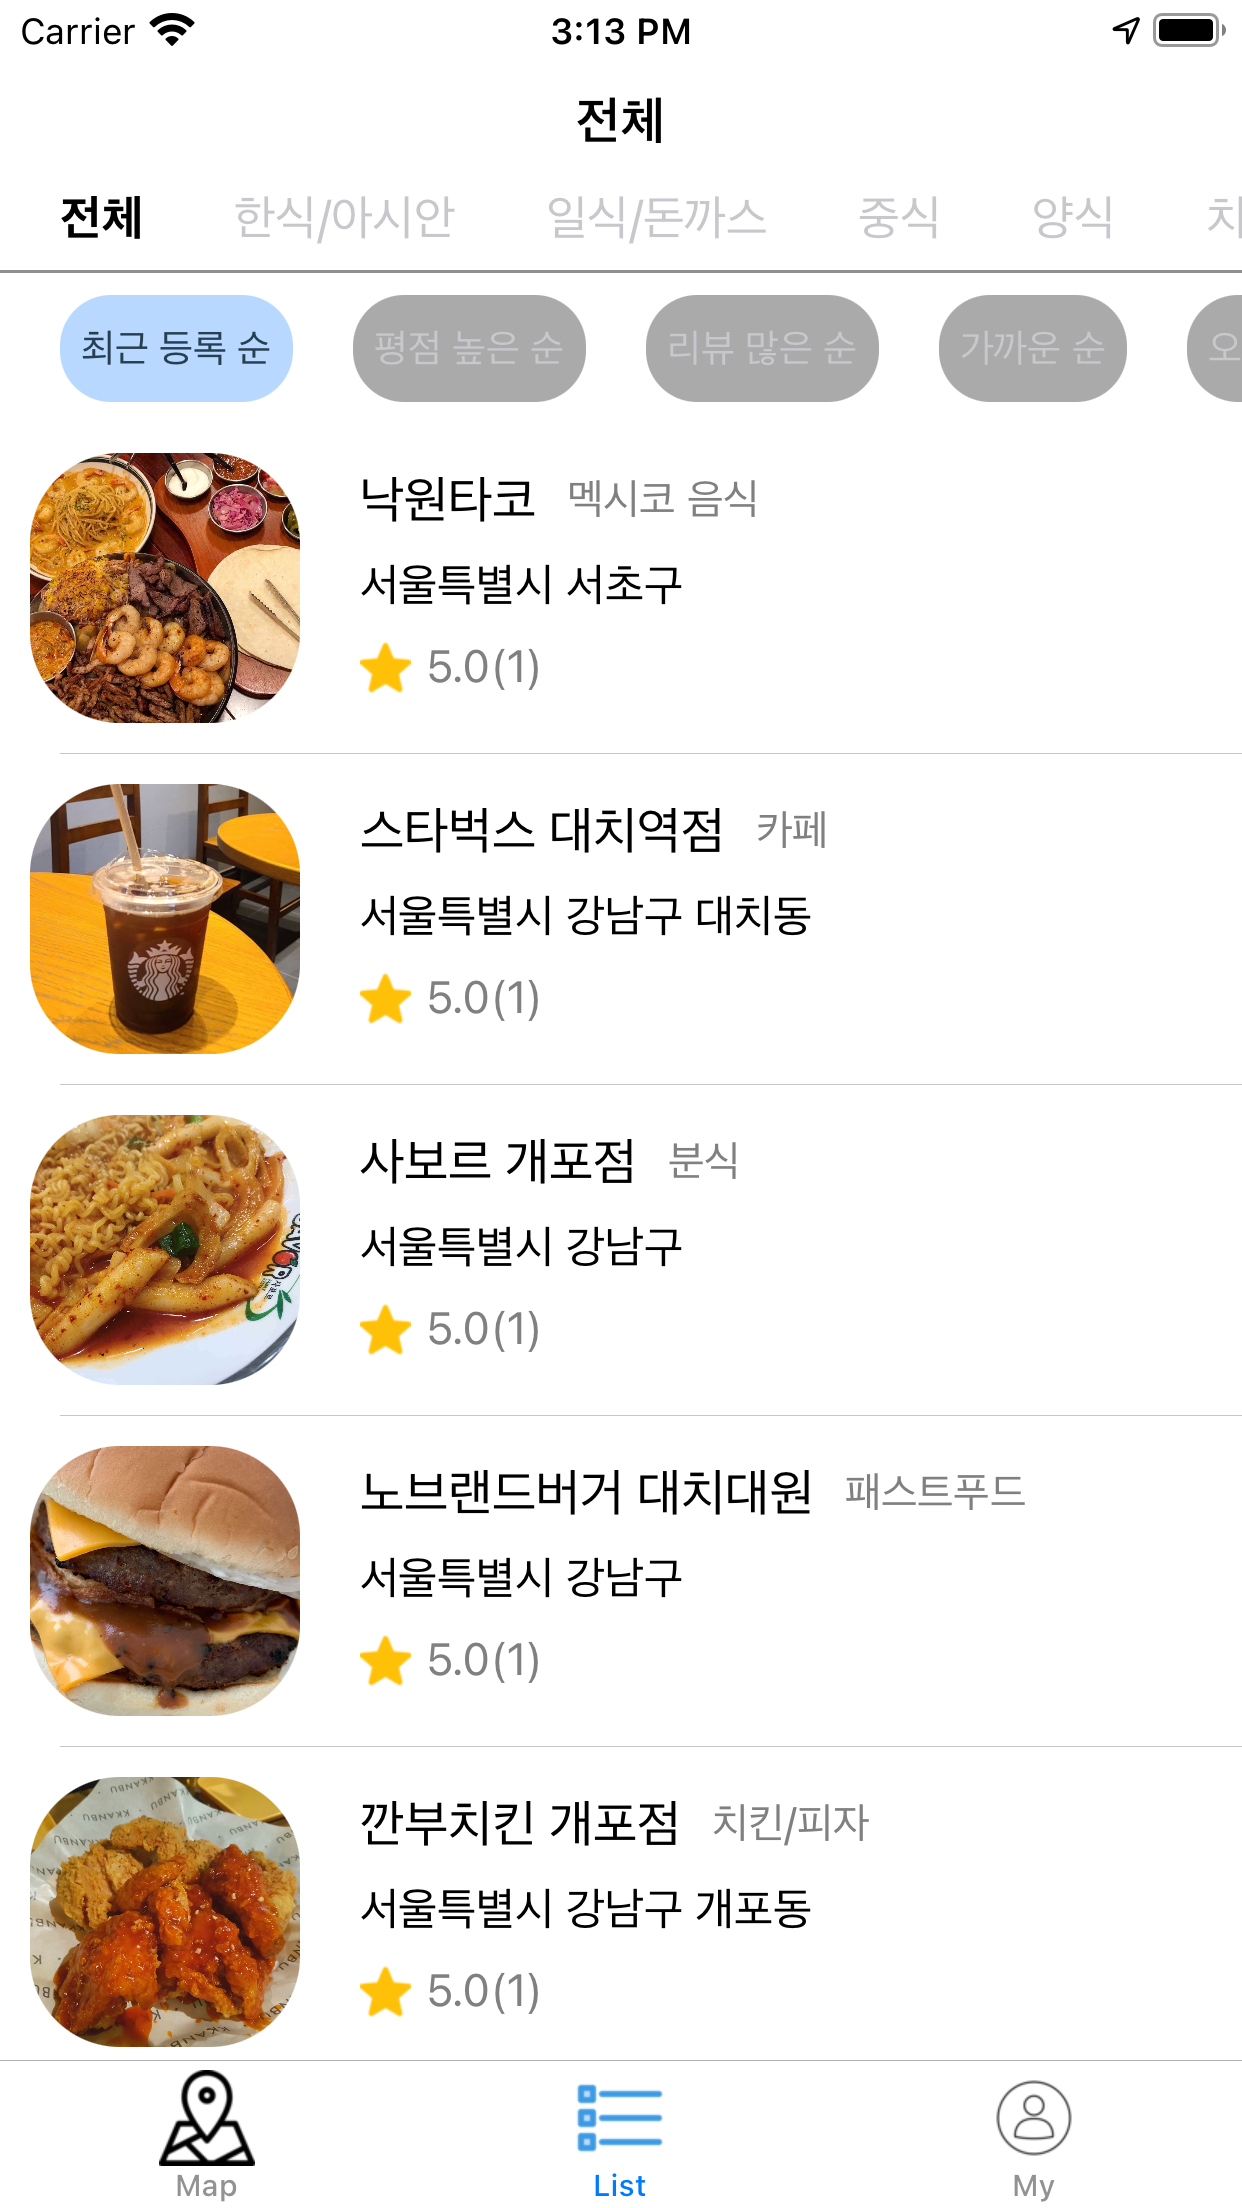 Carrier 3:13 PM
전체
전체 한식/아시안 일식/돈까스 중식 양식 치
최근 등록 순 평점 높은 순 리뷰 많은 순 가까운 순 오
낙원타코 멕시코 음식
서울특별시 서초구
5.0(1)
스타벅스 대치역점 카페
서울특별시 강남구 대치동
5.0(1)
사보르 개포점 분식
서울특별시 강남구
5.0(1)
노브랜드버거 대치대원 패스트푸드
서울특별시 강남구
5.0(1)
KKANBU
깐부치킨 개포점 치킨/피자
서울특별시 강남구 개포동
5.0(1)
Map List My